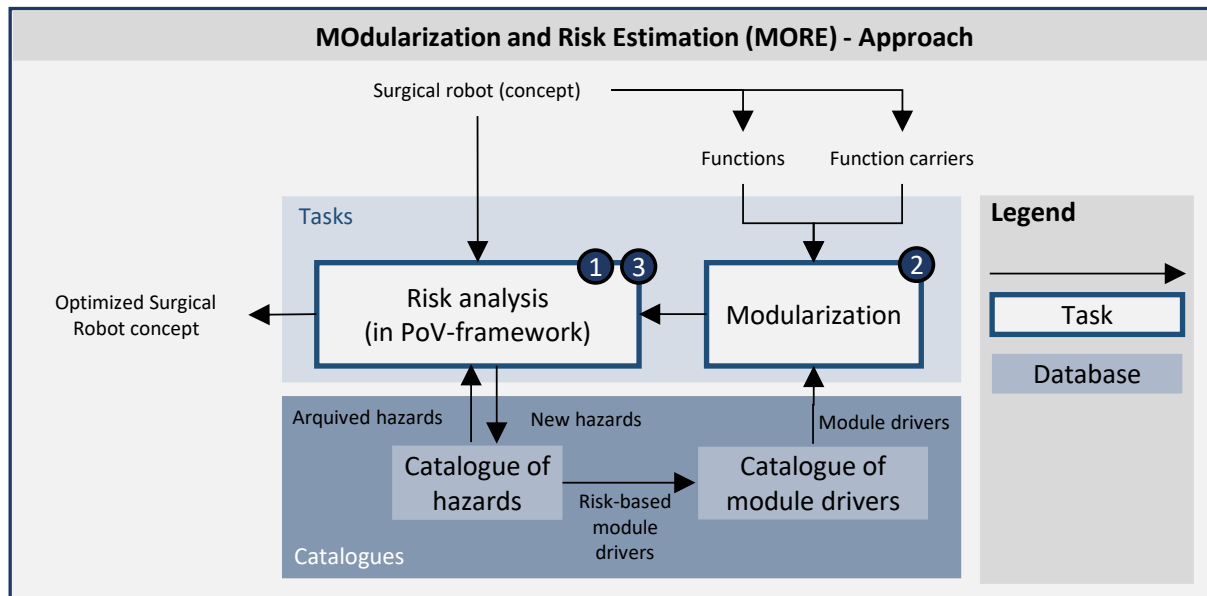 MOdularization and Risk Estimation (MORE) - Approach
Surgical robot (concept)
Functions
Function carriers
Tasks
1
3
2
Risk analysis
(in PoV-framework)
Modularization
Optimized Surgical
Robot concept
Arquived hazards
New hazards
Module drivers
Catalogue of
hazards
Risk-based
module
drivers
Catalogue of
module drivers
Catalogues
Legend
Task
Database